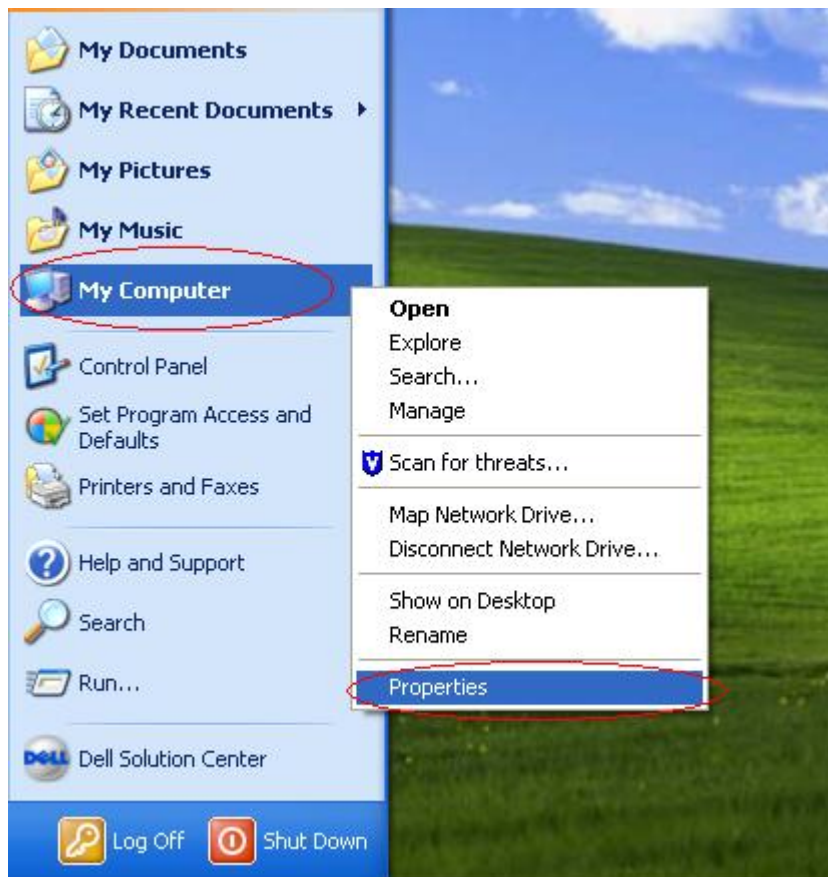 My Documents
My Recent Documents
My Pictures
My Music
My Computer
Control Panel
Set Program Access and
Defaults
Printers and Faxes
Help and Support
Search
Run...
DELL Dell Solution Center
Log Off Shut Down
Open
Explore
Search...
Manage
V Scan for threats...
Map Network Drive...
Disconnect Network Drive...
Show on Desktop
Rename
Properties